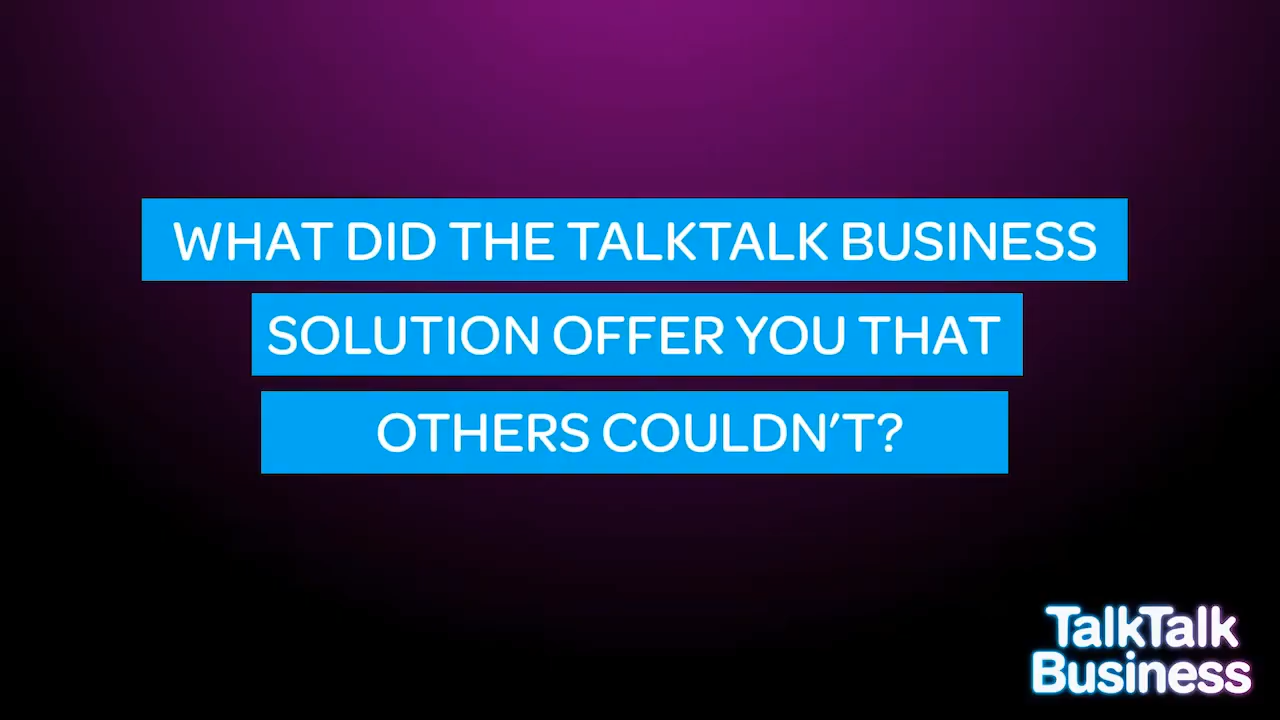 WHAT DID THE TALKTALK BUSINESS
SOLUTION OFFER YOU THAT
OTHERS COULDN'T?
TalkTalk
Business